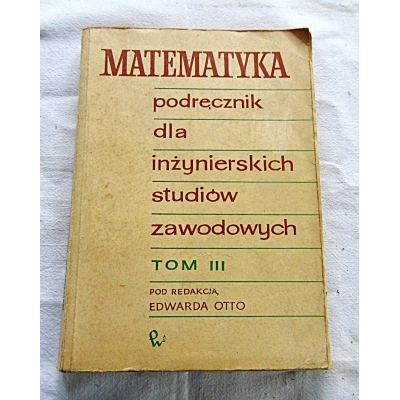 MATEMATYKA
podręcznik
dla
inżynierskich
studiów
zawodowych
TOM III
POD REDAKCJĄ
EDWARDA OTTO